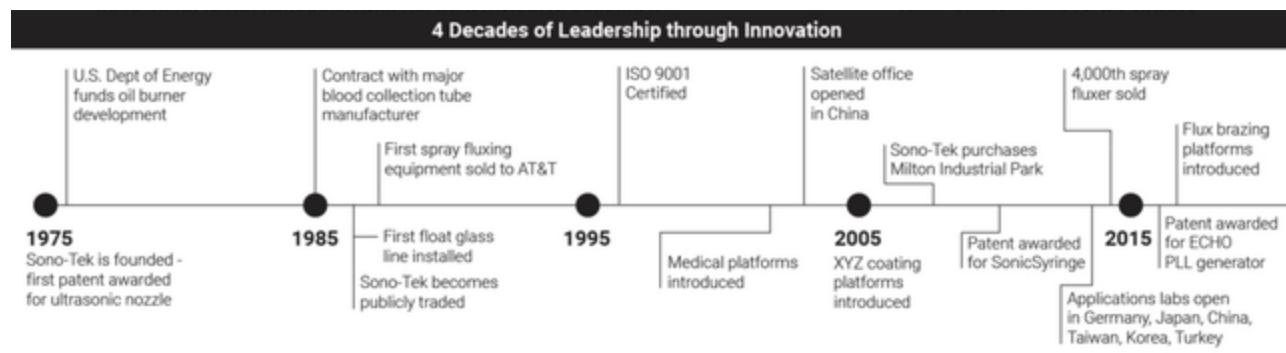 4 Decades of Leadership through Innovation
U.S. Dept of Energy
funds oil burner
development
Contract with major
blood collection tube
manufacturer
First spray fluxing
equipment sold to AT&T
ISO 9001
Certified
Satellite office
opened
in China
Sono-Tek purchases
Milton Industrial Park
4,000th spray
fluxer sold
Flux brazing
platforms
introduced
1975
Sono-Tek is founded -
first patent awarded
for ultrasonic nozzle
1985
First float glass
line installed
Sono-Tek becomes
publicly traded
1995
Medical platforms
introduced
2005
XYZ coating
platforms
introduced
Patent awarded
for SonicSyringe
Applications labs open
in Germany, Japan, China,
Taiwan, Korea, Turkey
2015
Patent awarded
for ECHO
PLL generator